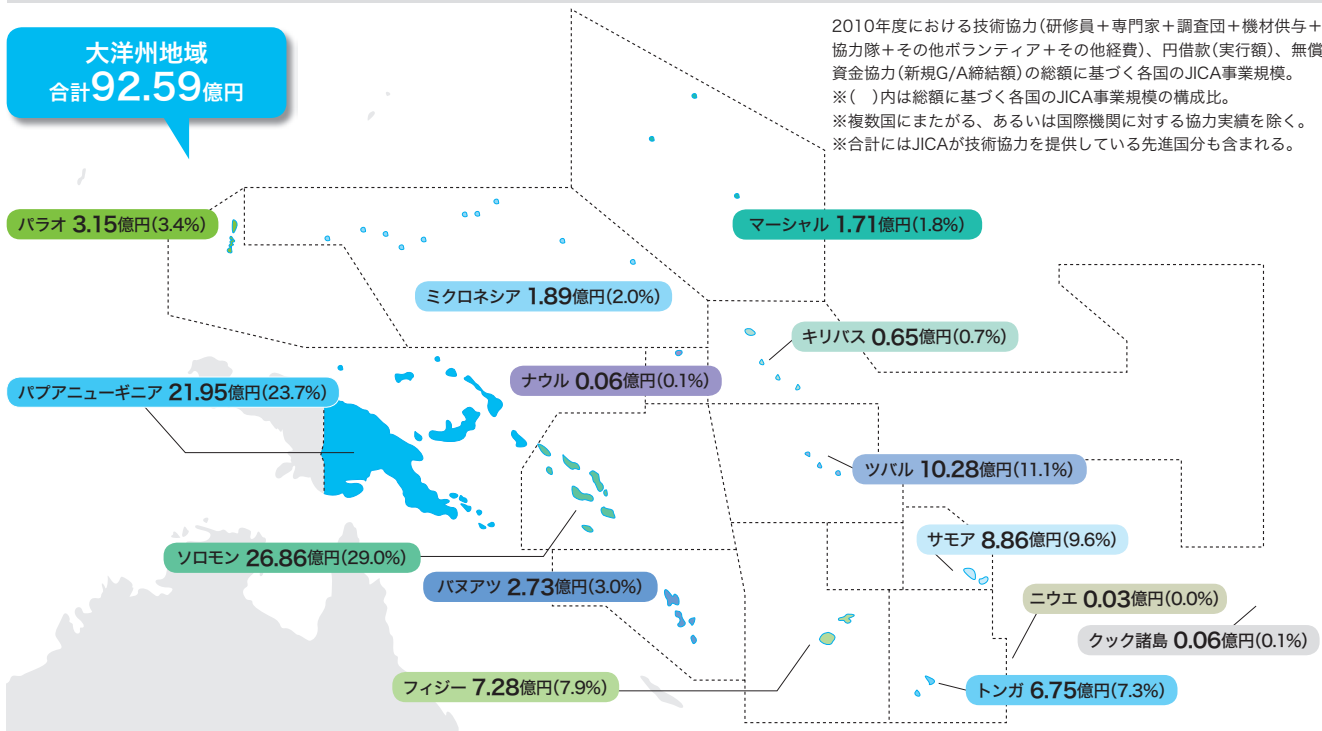 大洋州地域
合計92.59億円
2010年度における技術協力（研修員＋専門家＋調査団＋機材供与＋
協力隊＋その他ボランティア＋その他経費）、円借款（実行額）、無償
資金協力（新規G/A締結額）の総額に基づく各国のJICA事業規模。
※（　）内は総額に基づく各国のJICA事業規模の構成比。
※複数国にまたがる、あるいは国際機関に対する協力実績を除く。
※合計にはJICAが技術協力を提供している先進国分も含まれる。
パラオ 3.15億円(3.4%)
マーシャル 1.71億円(1.8%)
ミクロネシア 1.89億円(2.0%)
キリバス 0.65億円(0.7%)
ナウル 0.06億円(0.1%)
パプアニューギニア 21.95億円(23.7%)
ツバル 10.28億円(11.1%)
サモア 8.86億円(9.6%)
ソロモン 26.86億円(29.0%)
バヌアツ 2.73億円(3.0%)
ニウエ 0.03億円(0.0%)
クック諸島 0.06億円(0.1%)
フィジー 7.28億円(7.9%)
トンガ 6.75億円(7.3%)